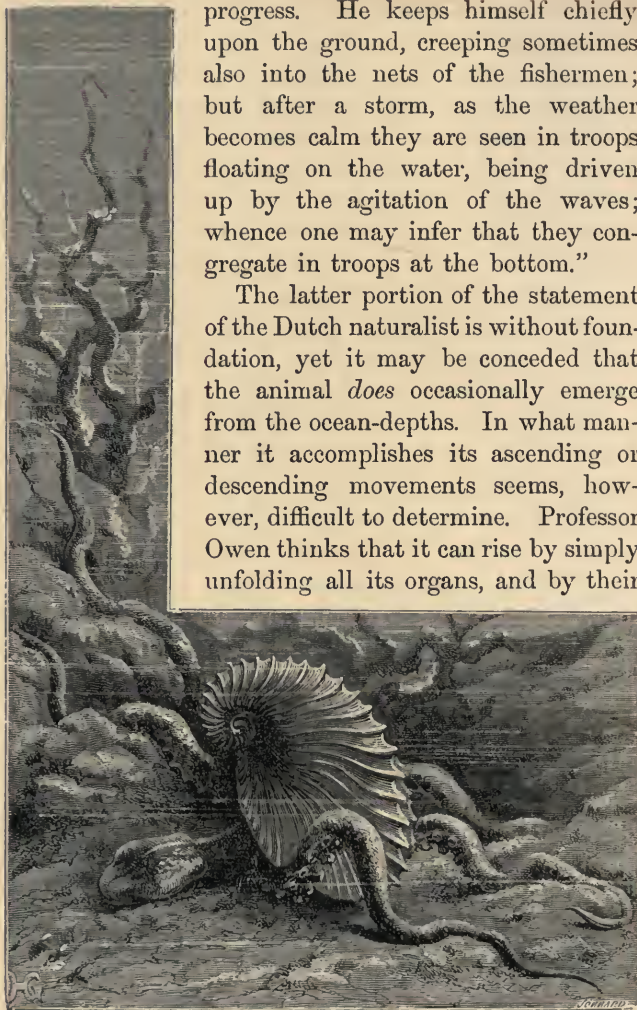 progress. He keeps himself chiefly
upon the ground, creeping sometimes
also into the nets of the fishermen;
but after a storm, as the weather
becomes calm they are seen in troops
floating on the water, being driven
up by the agitation of the waves;
whence one may infer that they con-
gregate in troops at the bottom.”
The latter portion of the statement
of the Dutch naturalist is without foun-
dation, yet it may be conceded that
the animal does occasionally emerge
from the ocean-depths. In what man-
ner it accomplishes its ascending or
descending movements seems, how-
ever, difficult to determine. Professor
Owen thinks that it can rise by simply
unfolding all its organs, and by their